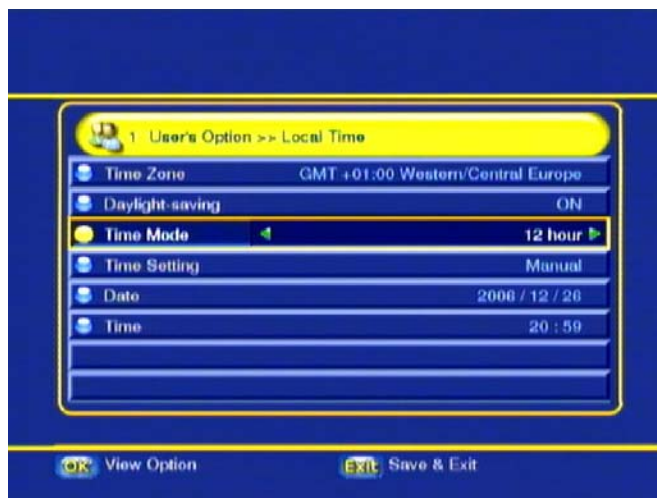 1 User's Option >> Local Time
Time Zone GMT +01:00 Western/Central Europe
Daylight-saving ON
Time Mode 12 hour
Time Setting Manual
Date 2006 / 12 / 26
Time 20 : 59
OK View Option Exit Save & Exit